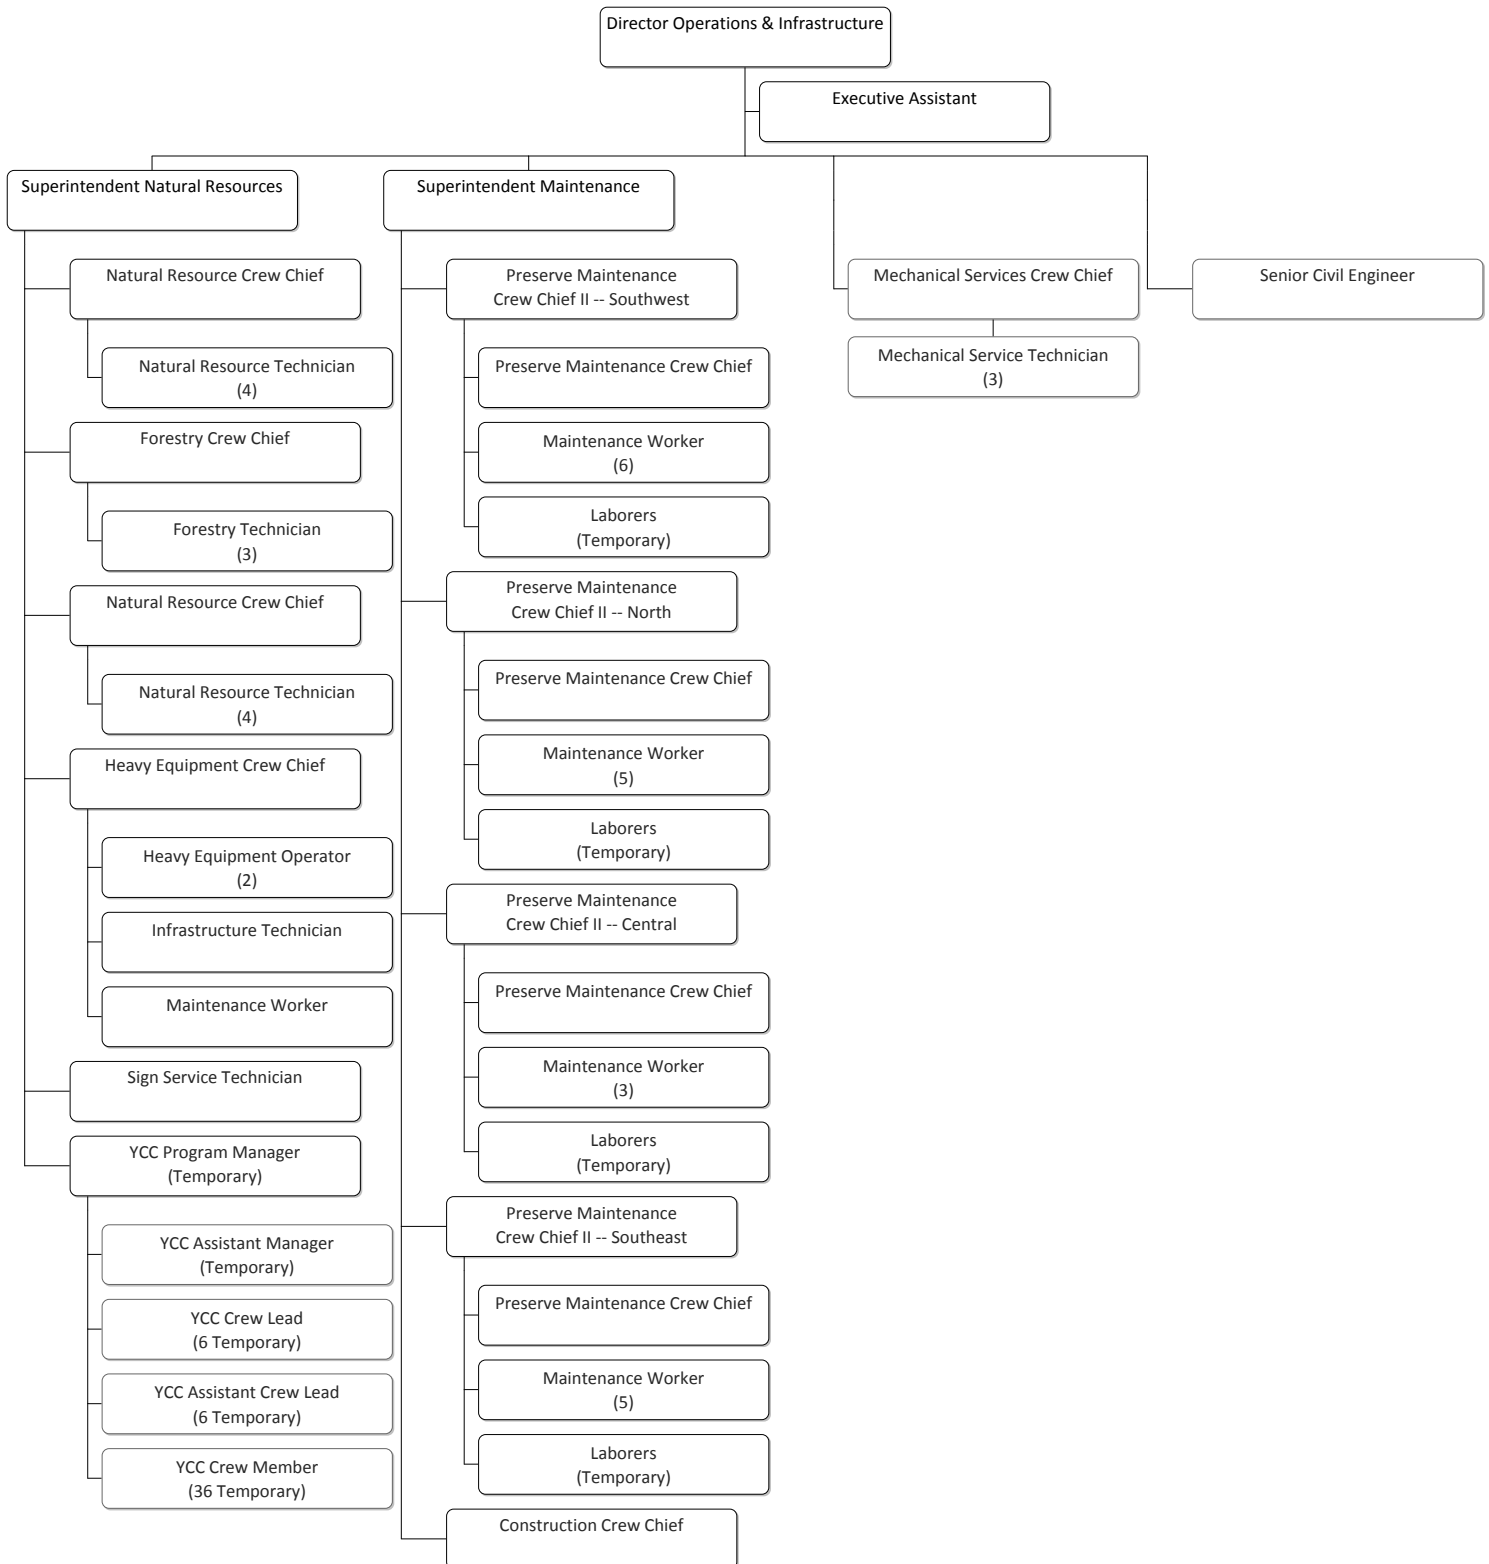 Director Operations & Infrastructure
Executive Assistant
Superintendent Natural Resources
Natural Resource Crew Chief
Natural Resource Technician
(4)
Forestry Crew Chief
Forestry Technician
(3)
Natural Resource Crew Chief
Natural Resource Technician
(4)
Heavy Equipment Crew Chief
Heavy Equipment Operator
(2)
Infrastructure Technician
Maintenance Worker
Sign Service Technician
YCC Program Manager
(Temporary)
YCC Assistant Manager
(Temporary)
YCC Crew Lead
(6 Temporary)
YCC Assistant Crew Lead
(6 Temporary)
YCC Crew Member
(36 Temporary)
Superintendent Maintenance
Preserve Maintenance
Crew Chief II -- Southwest
Preserve Maintenance Crew Chief
Maintenance Worker
(6)
Laborers
(Temporary)
Preserve Maintenance
Crew Chief II -- North
Preserve Maintenance Crew Chief
Maintenance Worker
(5)
Laborers
(Temporary)
Preserve Maintenance
Crew Chief II -- Central
Preserve Maintenance Crew Chief
Maintenance Worker
(3)
Laborers
(Temporary)
Preserve Maintenance
Crew Chief II -- Southeast
Preserve Maintenance Crew Chief
Maintenance Worker
(5)
Laborers
(Temporary)
Construction Crew Chief
Mechanical Services Crew Chief
Mechanical Service Technician
(3)
Senior Civil Engineer